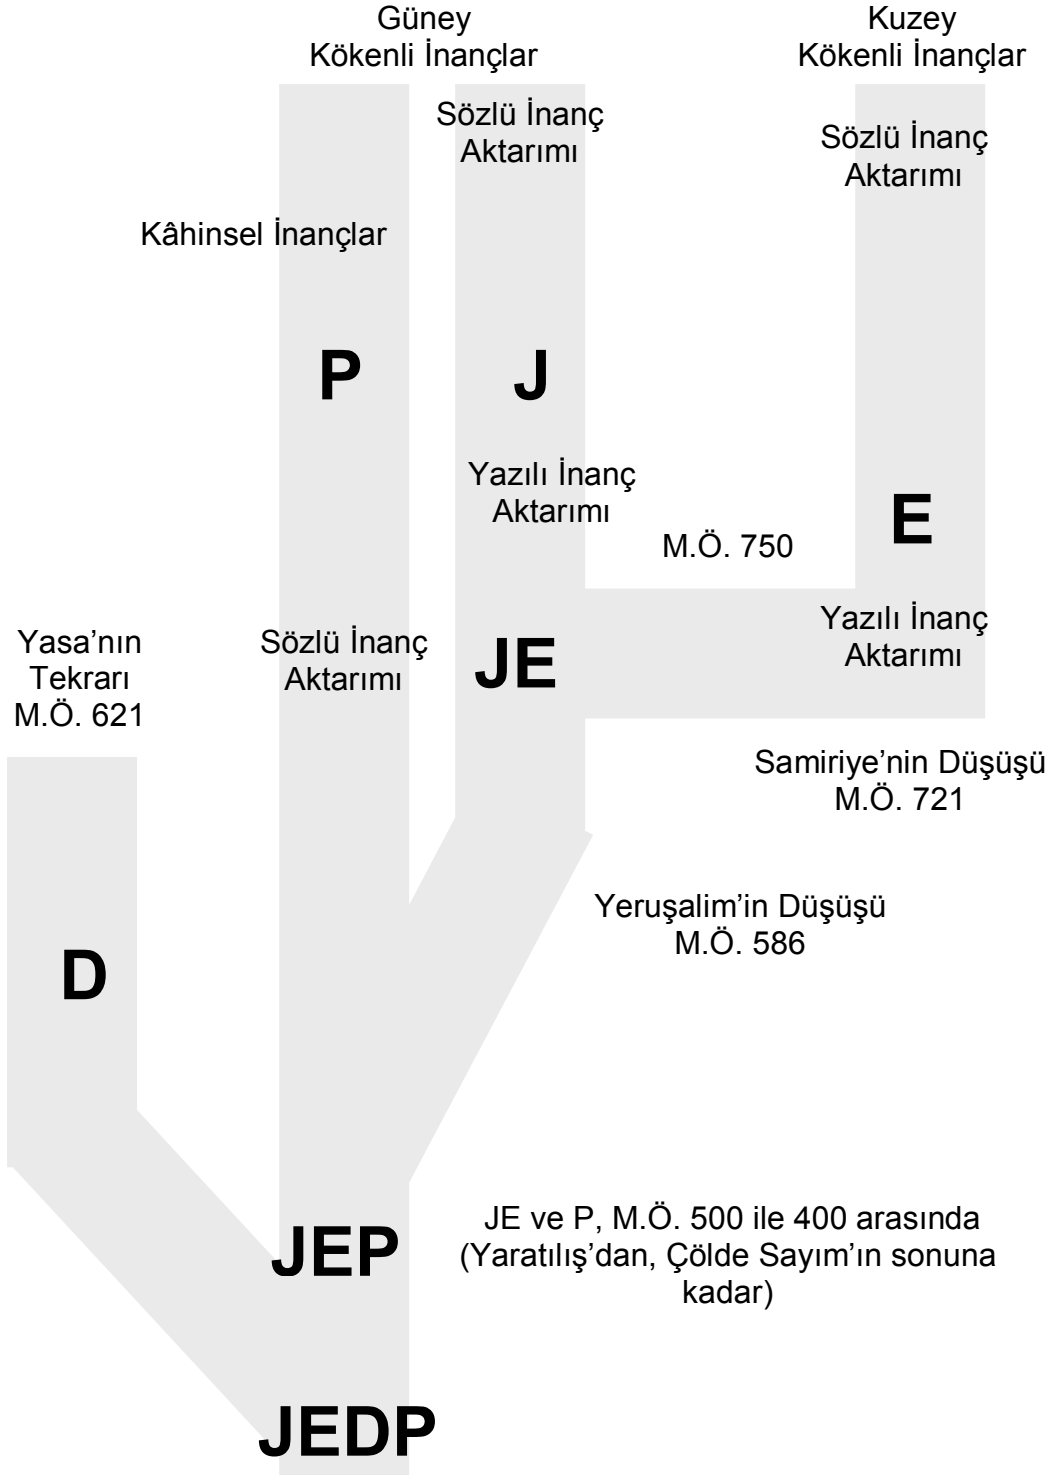 Güney
Kökenli İnançlar
Kuzey
Kökenli İnançlar
Sözlü İnanç
Aktarımı
Sözlü İnanç
Aktarımı
Kâhinsel İnançlar
P
J
Yazılı İnanç
Aktarımı
E
M.Ö. 750
Yazılı İnanç
Aktarımı
Yasa’nın
Tekrarı
M.Ö. 621
Sözlü İnanç
Aktarımı
JE
Samiriye’nin Düşüşü
M.Ö. 721
Yeruşalim’in Düşüşü
M.Ö. 586
D
JEP
JE ve P, M.Ö. 500 ile 400 arasında
(Yaratılış’dan, Çölde Sayım’ın sonuna
kadar)
JEDP